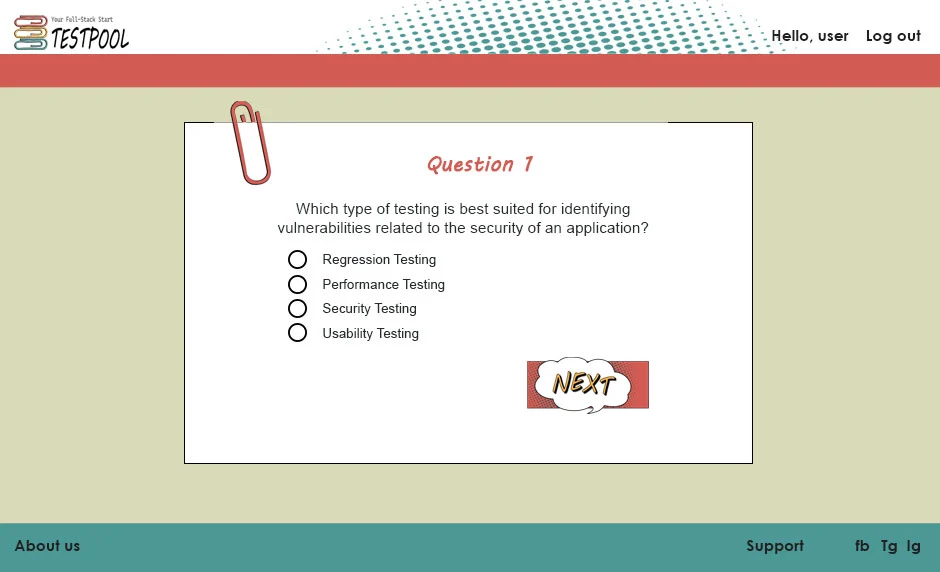 Your Full-Stack Start
TESTPOOL
Hello, user
Log out
Question 1
Which type of testing is best suited for identifying
vulnerabilities related to the security of an application?
Regression Testing
Performance Testing
Security Testing
Usability Testing
NEXT
About us
Support
fb Tg Ig